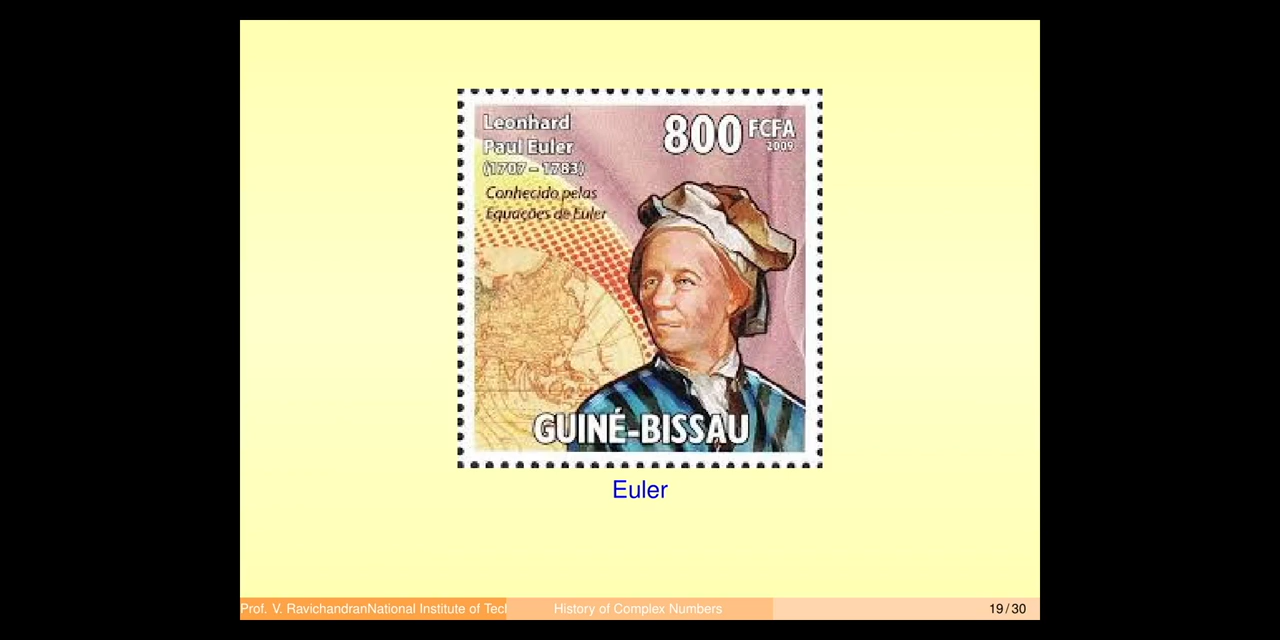 Leonhard
Paul Euler
(1707 – 1783)
Conhecido pelas
Equações de Euler
800 FCFA
2009
GUINÉ-BISSAU
Euler
Prof. V. RavichandranNational Institute of Tecl
History of Complex Numbers
19 / 30